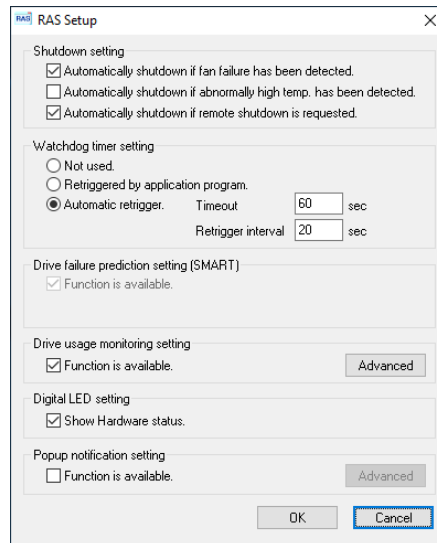 RAS RAS Setup
Shutdown setting
Automatically shutdown if fan failure has been detected.
Automatically shutdown if abnormally high temp. has been detected.
Automatically shutdown if remote shutdown is requested.
Watchdog timer setting
Not used.
Retriggered by application program.
Automatic retrigger. Timeout 60 sec
Retrigger interval 20 sec
Drive failure prediction setting (SMART)
Function is available.
Drive usage monitoring setting
Function is available. Advanced
Digital LED setting
Show Hardware status.
Popup notification setting
Function is available. Advanced
OK Cancel